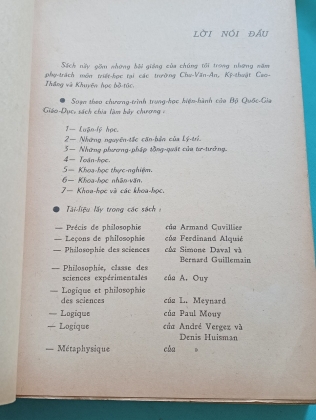 LỜI NÓI ĐẦU
Sách này gồm những bài giảng của chúng tôi trong những năm
phụ-trách môn triết-học tại các trường Chu-Văn-An, Kỹ-thuật Cao-
Thắng và Khuyến học bổ-túc.
● Soạn theo chương-trình trung-học hiện-hành của Bộ Quốc-Gia
Giáo-Dục, sách chia làm bảy chương :
1— Luận-lý học.
2— Những nguyên-tắc căn-bản của Lý-trí.
3— Những phương-pháp tổng-quát của tư-tưởng.
4— Toán-học.
5— Khoa-học thực-nghiệm.
6— Khoa-học nhân-văn.
7— Khoa-học và các khoa-học.
● Tài-liệu lấy trong các sách :
— Précis de philosophie của Armand Cuvillier
— Leçons de philosophie của Ferdinand Alquié
— Philosophie des sciences của Simone Daval và
Bernard Guillemain
— Philosophie, classe des
sciences expérimentales của A. Ouy
— Logique et philosophie
des sciences của L. Meynard
— Logique của Paul Mouy
— Logique của André Vergez và
Denis Huisman
— Métaphysique của »